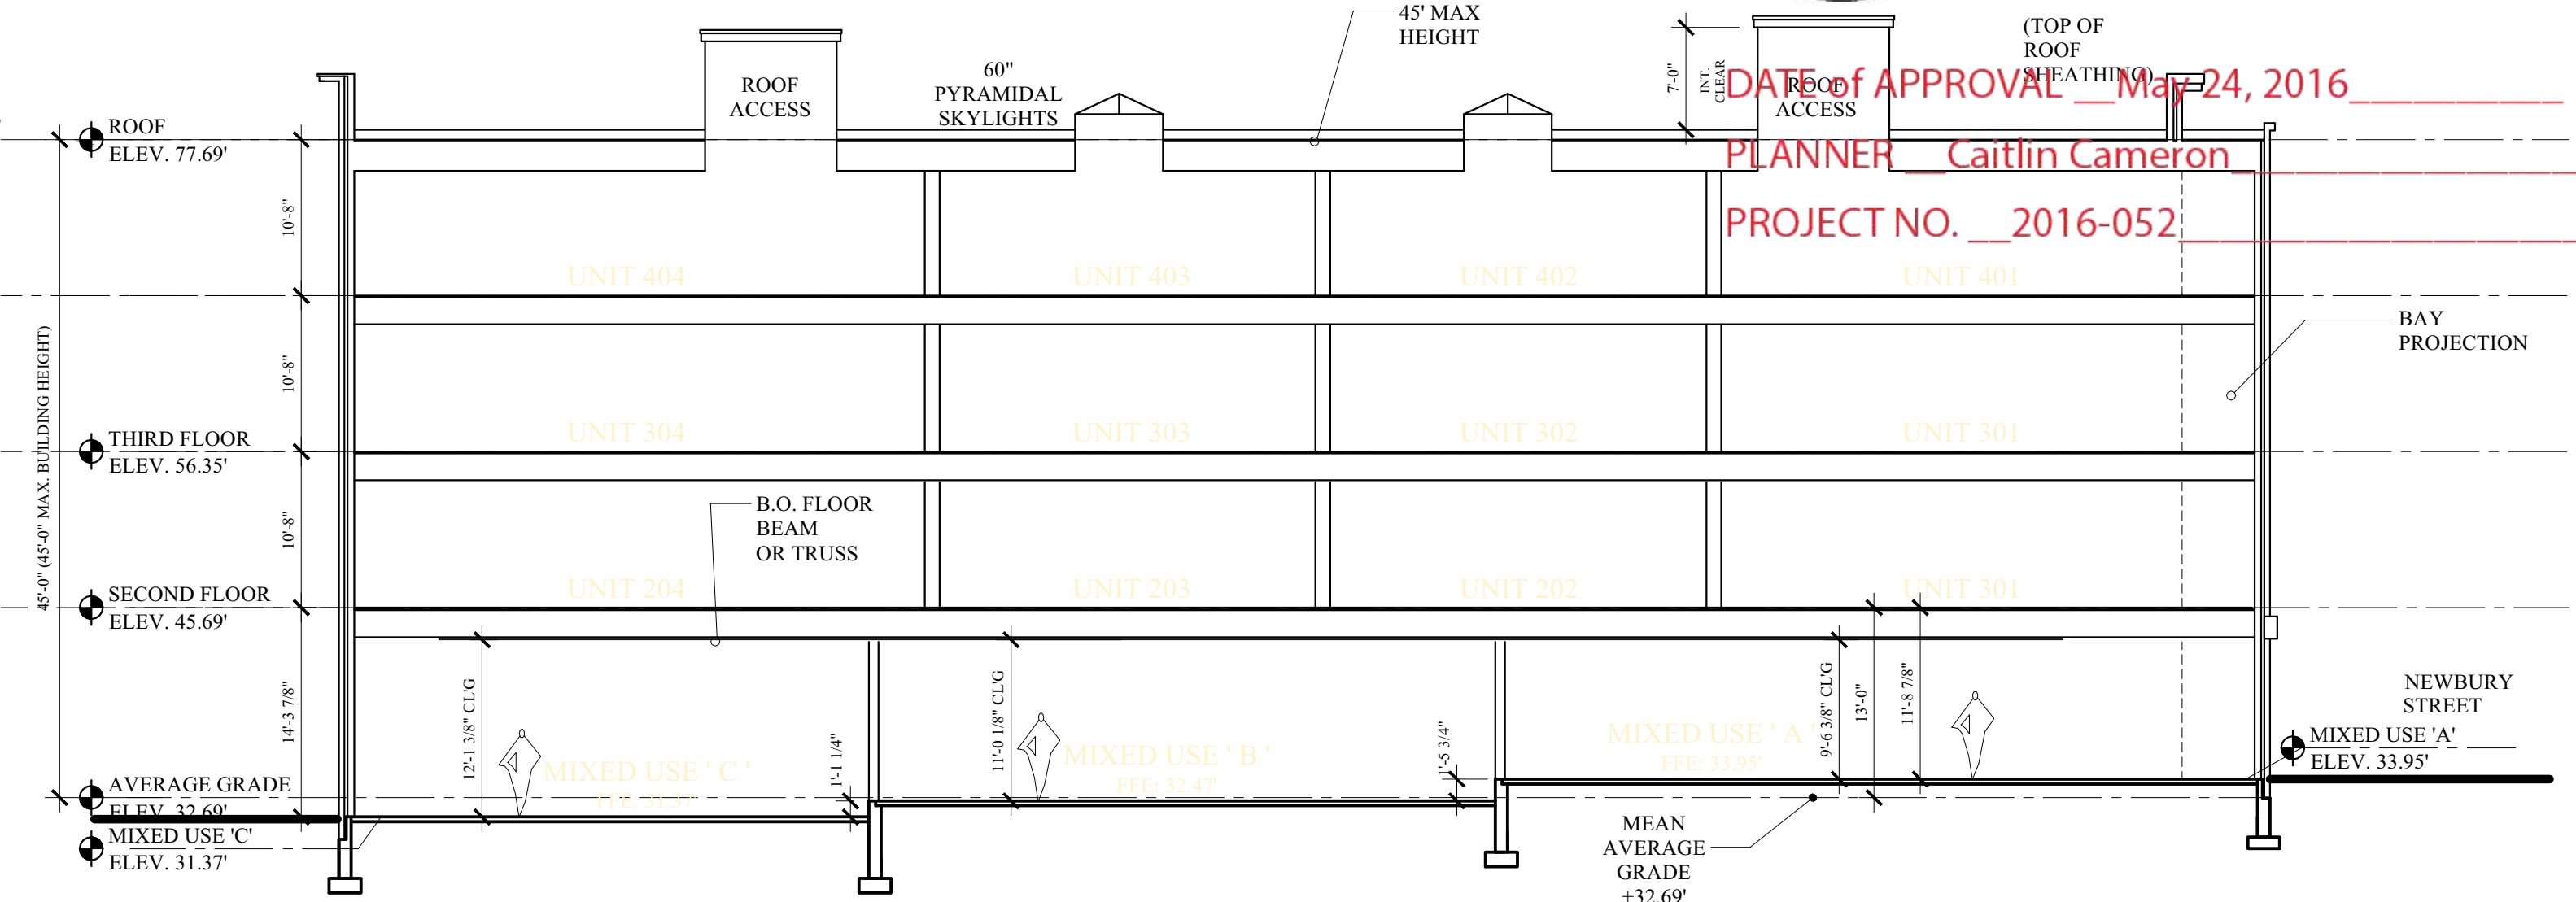 45' MAX
HEIGHT
(TOP OF
ROOF
SHEATHING)
60"
PYRAMIDAL
SKYLIGHTS
ROOF
ACCESS
7'-0"
INT.
CLEAR
ROOF
ACCESS
DATE of APPROVAL __May 24, 2016__________
PLANNER __Caitlin Cameron________________
PROJECT NO. __2016-052___________________
ROOF
ELEV. 77.69'
10'-8"
UNIT 404
UNIT 403
UNIT 402
UNIT 401
45'-0" (45'-0" MAX. BUILDING HEIGHT)
10'-8"
BAY
PROJECTION
THIRD FLOOR
ELEV. 56.35'
UNIT 304
UNIT 303
UNIT 302
UNIT 301
10'-8"
B.O. FLOOR
BEAM
OR TRUSS
SECOND FLOOR
ELEV. 45.69'
UNIT 204
UNIT 203
UNIT 202
UNIT 301
14'-3 7/8"
12'-1 3/8" CL'G
11'-0 1/8" CL'G
9'-6 3/8" CL'G
13'-0"
11'-8 7/8"
1'-1 1/4"
1'-5 3/4"
MIXED USE ' C '
FFE: 31.37'
MIXED USE ' B '
FFE: 32.47'
MIXED USE ' A '
FFE: 33.95'
NEWBURY
STREET
MIXED USE 'A'
ELEV. 33.95'
AVERAGE GRADE
ELEV. 32.69'
MIXED USE 'C'
ELEV. 31.37'
MEAN
AVERAGE
GRADE
+32.69'